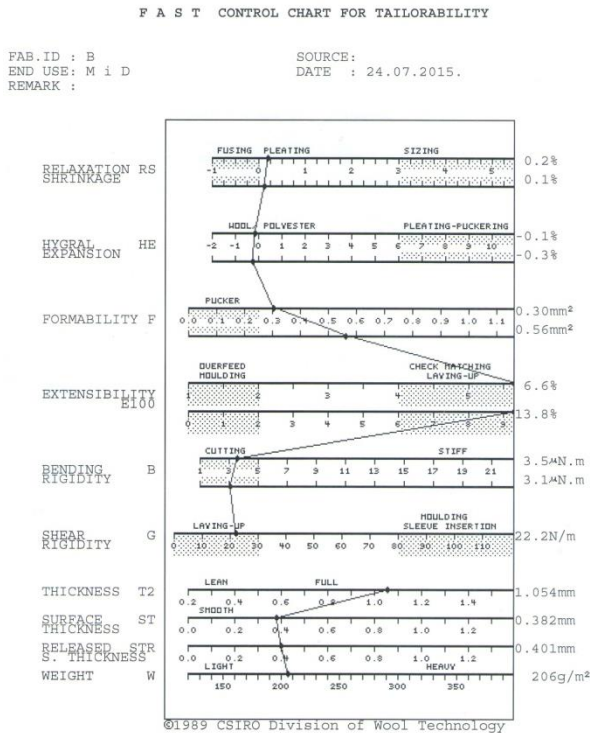 F A S T CONTROL CHART FOR TAILORABILITY
FAB.ID : B SOURCE:
END USE: M i D DATE : 24.07.2015.
REMARK :
FUSING PLEATING SIZING
RELAXATION RS 0.2%
-1 0 1 2 3 4 5
SHRINKAGE 0.1%
WOOL POLYESTER PLEATING-PUCKERING
HYGRAL HE -0.1%
-2 -1 0 1 2 3 4 5 6 7 8 9 10
EXPANSION -0.3%
PUCKER
0.30mm²
FORMABILITY F 0.0 0.1 0.2 0.3 0.4 0.5 0.6 0.7 0.8 0.9 1.0 1.1
0.56mm²
OVERFEED CHECK MATCHING
MOULDING LAYING-UP
6.6%
EXTENSIBILITY 1 2 3 4 5
E100
13.8%
0 1 2 3 4 5 6 7 8 9
CUTTING STIFF
3.5µN.m
BENDING B 1 3 5 7 9 11 13 15 17 19 21
RIGIDITY 3.1µN.m
MOULDING
LAYING-UP SLEEVE INSERTION
SHEAR G 22.2N/m
RIGIDITY 0 10 20 30 40 50 60 70 80 90 100 110
LEAN FULL
THICKNESS T2 1.054mm
0.2 0.4 0.6 0.8 1.0 1.2 1.4
SMOOTH
SURFACE ST 0.382mm
THICKNESS 0.0 0.2 0.4 0.6 0.8 1.0 1.2
RELEASED STR 0.401mm
S. THICKNESS 0.0 0.2 0.4 0.6 0.8 1.0 1.2
LIGHT HEAVY
WEIGHT W 206g/m²
150 200 250 300 350
©1989 CSIRO Division of Wool Technology